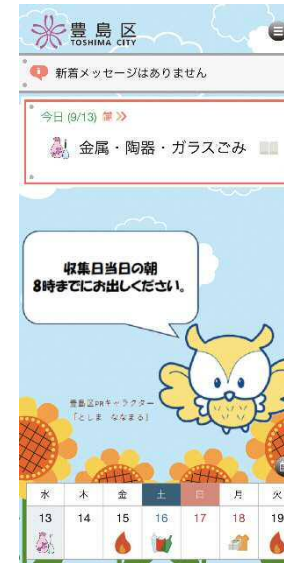 豊島区
TOSHIMA CITY
新着メッセージはありません
今日 (9/13)
金属・陶器・ガラスごみ
収集日当日の朝
8時までにお出しください。
豊島区PRキャラクター
「としま ななまる」
水 木 金 土 日 月 火
13 14 15 16 17 18 19